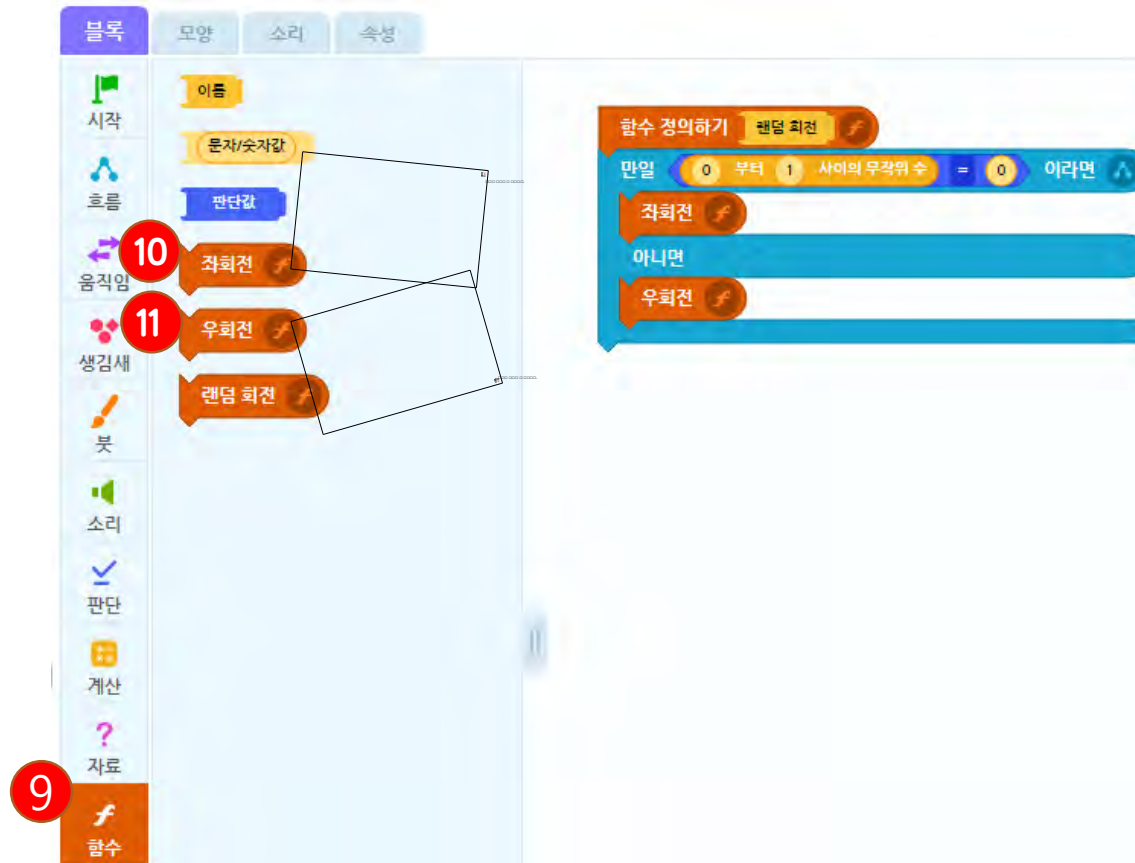 블록 모양 소리 속성
시작
흐름
움직임
생김새
붓
소리
판단
계산
자료
9
함수
이름
문자/숫자값
판단값
10 좌회전
11 우회전
랜덤 회전
함수 정의하기 랜덤 회전
만일 0 부터 1 사이의 무작위 수 = 0 이라면
좌회전
아니면
우회전